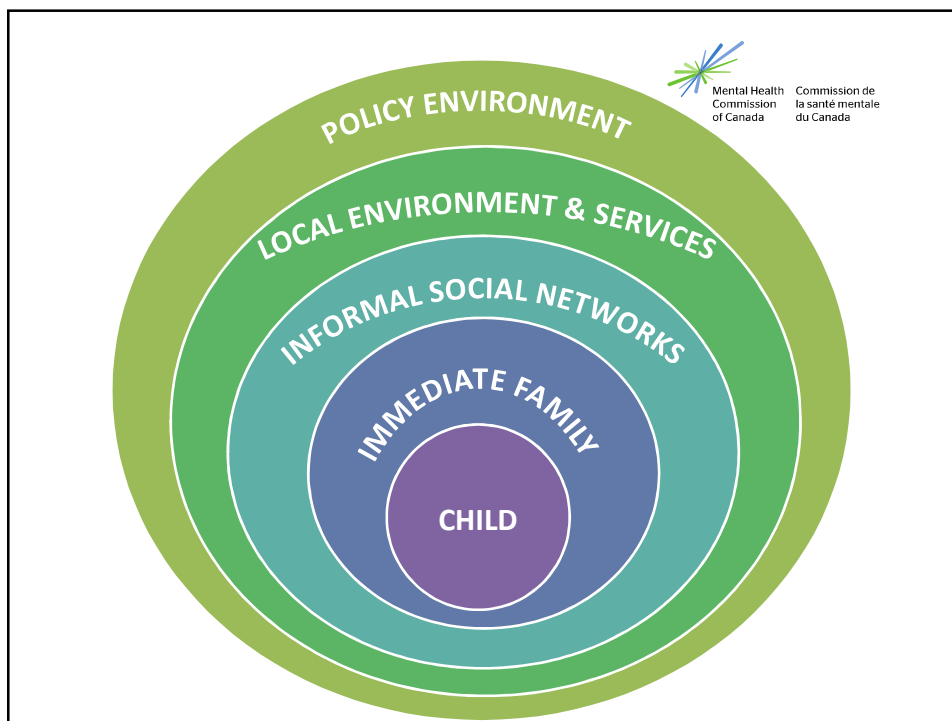 Mental Health Commission of Canada
Commission de la santé mentale du Canada
POLICY ENVIRONMENT
LOCAL ENVIRONMENT & SERVICES
INFORMAL SOCIAL NETWORKS
IMMEDIATE FAMILY
CHILD